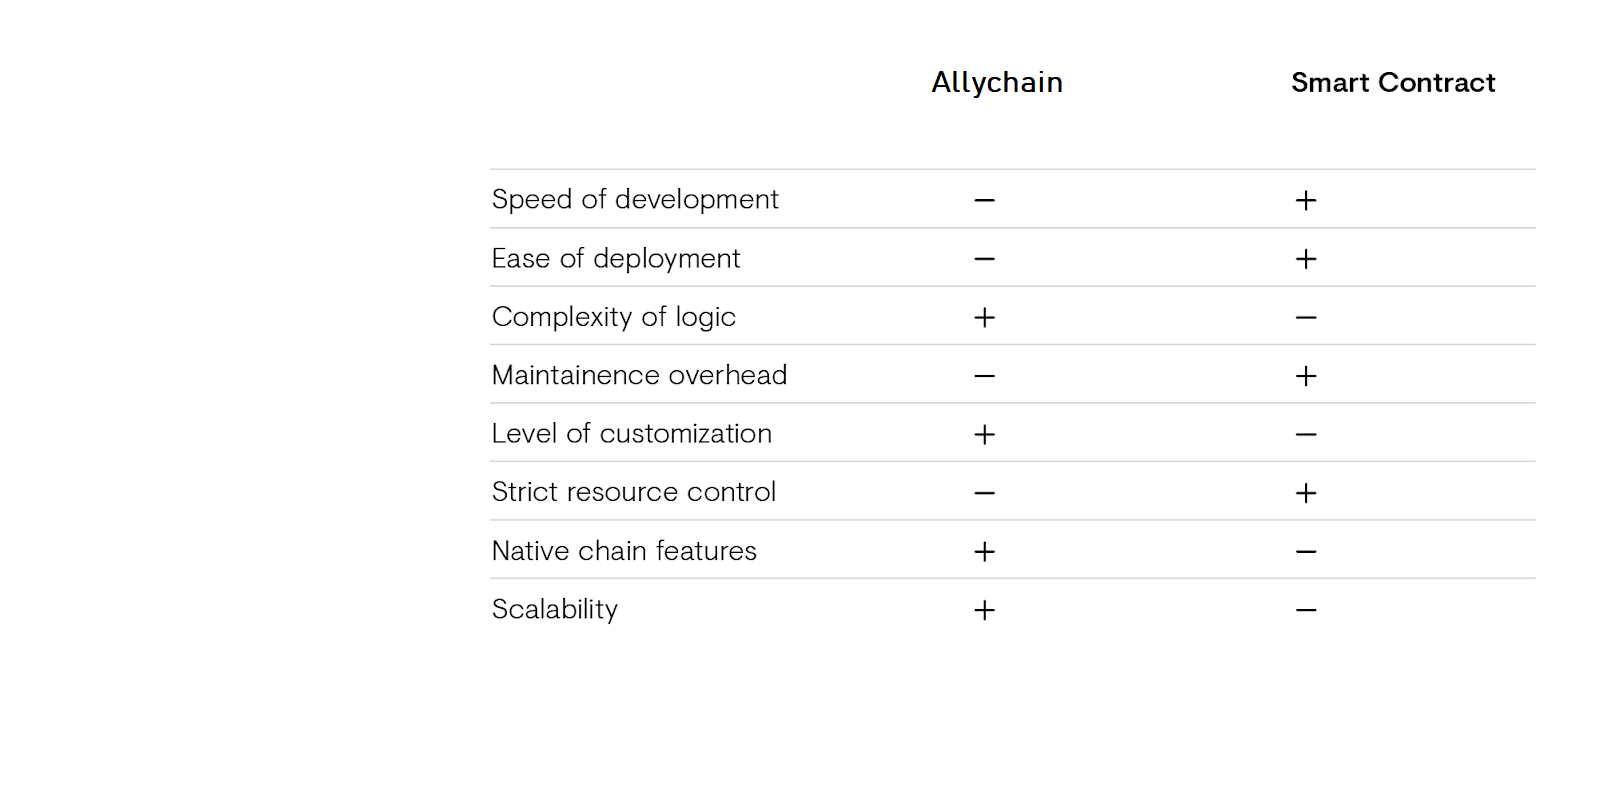 Allychain Smart Contract
Speed of development − +
Ease of deployment − +
Complexity of logic + −
Maintainence overhead − +
Level of customization + −
Strict resource control − +
Native chain features + −
Scalability + −